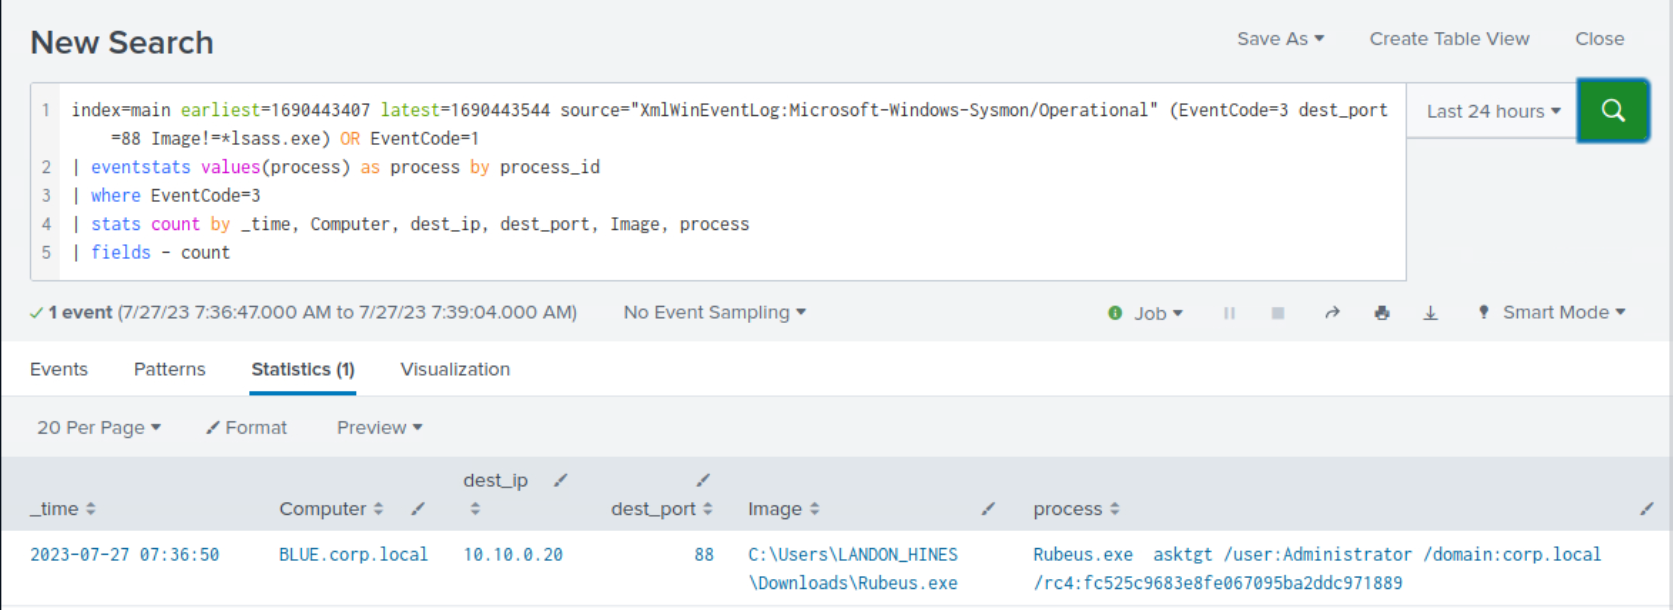 New Search
Save As
Create Table View
Close
1 index=main earliest=1690443407 latest=1690443544 source="XmlWinEventLog:Microsoft-Windows-Sysmon/Operational" (EventCode=3 dest_port
=88 Image!=*lsass.exe) OR EventCode=1
2 | eventstats values(process) as process by process_id
3 | where EventCode=3
4 | stats count by _time, Computer, dest_ip, dest_port, Image, process
5 | fields - count
Last 24 hours
1 event (7/27/23 7:36:47.000 AM to 7/27/23 7:39:04.000 AM)
No Event Sampling
Job
Smart Mode
Events
Patterns
Statistics (1)
Visualization
20 Per Page
Format
Preview
_time
Computer
dest_ip
dest_port
Image
process
2023-07-27 07:36:50
BLUE.corp.local
10.10.0.20
88
C:\Users\LANDON_HINES
\Downloads\Rubeus.exe
Rubeus.exe  asktgt /user:Administrator /domain:corp.local
/rc4:fc525c9683e8fe067095ba2ddc971889